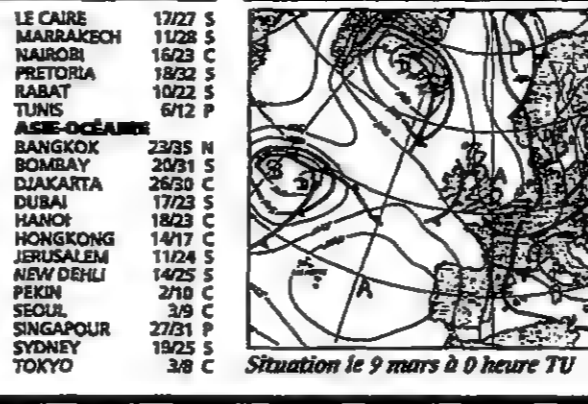 LE CAIRE 17/27 S
MARRAKECH 11/28 S
NAIROBI 16/23 C
PRETORIA 18/32 S
RABAT 10/22 S
TUNIS 6/12 P
ASIE-OCÉANIE
BANGKOK 23/35 N
BOMBAY 20/31 S
DJAKARTA 26/30 C
DUBAI 17/23 S
HANOI 18/23 C
HONGKONG 14/17 C
JERUSALEM 11/24 S
NEW DEHLI 14/25 S
PEKIN 2/10 C
SEOUL 3/9 C
SINGAPOUR 27/31 P
SYDNEY 19/25 S
TOKYO 3/8 C
D
D
A
A
Situation le 9 mars à 0 heure TU